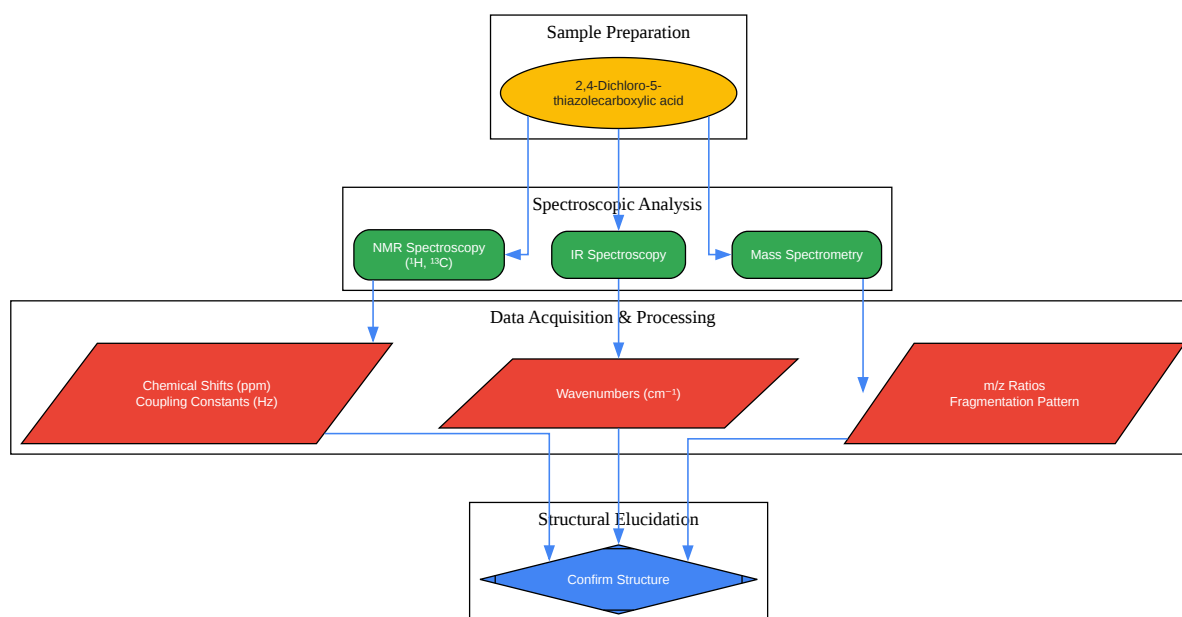 Sample Preparation
2,4-Dichloro-5-
thiazolecarboxylic acid
Spectroscopic Analysis
NMR Spectroscopy
(¹H, ¹³C)
IR Spectroscopy
Mass Spectrometry
Data Acquisition & Processing
Chemical Shifts (ppm)
Coupling Constants (Hz)
Wavenumbers (cm⁻¹)
m/z Ratios
Fragmentation Pattern
Structural Elucidation
Confirm Structure